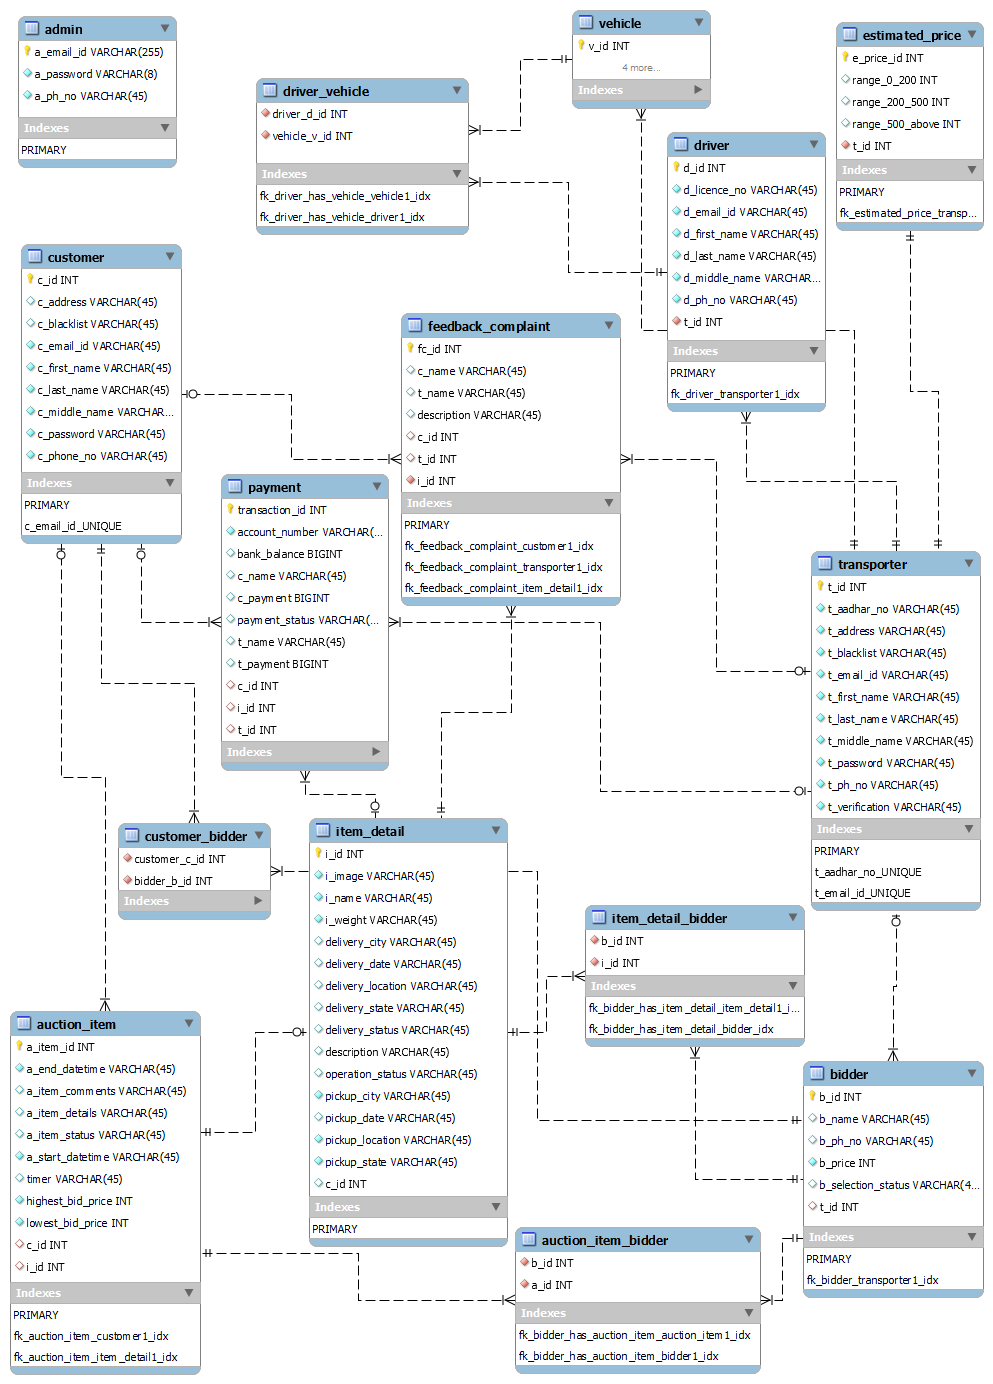 admin
a_email_id VARCHAR(255)
a_password VARCHAR(8)
a_ph_no VARCHAR(45)
Indexes
PRIMARY
driver_vehicle
driver_d_id INT
vehicle_v_id INT
Indexes
fk_driver_has_vehicle_vehicle1_idx
fk_driver_has_vehicle_driver1_idx
vehicle
v_id INT
4 more...
Indexes
estimated_price
e_price_id INT
range_0_200 INT
range_200_500 INT
range_500_above INT
t_id INT
Indexes
PRIMARY
fk_estimated_price_transp...
driver
d_id INT
d_licence_no VARCHAR(45)
d_email_id VARCHAR(45)
d_first_name VARCHAR(45)
d_last_name VARCHAR(45)
d_middle_name VARCHAR...
d_ph_no VARCHAR(45)
t_id INT
Indexes
PRIMARY
fk_driver_transporter1_idx
customer
c_id INT
c_address VARCHAR(45)
c_blacklist VARCHAR(45)
c_email_id VARCHAR(45)
c_first_name VARCHAR(45)
c_last_name VARCHAR(45)
c_middle_name VARCHAR...
c_password VARCHAR(45)
c_phone_no VARCHAR(45)
Indexes
PRIMARY
c_email_id_UNIQUE
feedback_complaint
fc_id INT
c_name VARCHAR(45)
t_name VARCHAR(45)
description VARCHAR(45)
c_id INT
t_id INT
i_id INT
Indexes
PRIMARY
fk_feedback_complaint_customer1_idx
fk_feedback_complaint_transporter1_idx
fk_feedback_complaint_item_detail1_idx
payment
transaction_id INT
account_number VARCHAR(...
bank_balance BIGINT
c_name VARCHAR(45)
c_payment BIGINT
payment_status VARCHAR(...
t_name VARCHAR(45)
t_payment BIGINT
c_id INT
i_id INT
t_id INT
Indexes
transporter
t_id INT
t_aadhar_no VARCHAR(45)
t_address VARCHAR(45)
t_blacklist VARCHAR(45)
t_email_id VARCHAR(45)
t_first_name VARCHAR(45)
t_last_name VARCHAR(45)
t_middle_name VARCHAR(45)
t_password VARCHAR(45)
t_ph_no VARCHAR(45)
t_verification VARCHAR(45)
Indexes
PRIMARY
t_aadhar_no_UNIQUE
t_email_id_UNIQUE
customer_bidder
customer_c_id INT
bidder_b_id INT
Indexes
item_detail
i_id INT
i_image VARCHAR(45)
i_name VARCHAR(45)
i_weight VARCHAR(45)
delivery_city VARCHAR(45)
delivery_date VARCHAR(45)
delivery_location VARCHAR(45)
delivery_state VARCHAR(45)
delivery_status VARCHAR(45)
description VARCHAR(45)
operation_status VARCHAR(45)
pickup_city VARCHAR(45)
pickup_date VARCHAR(45)
pickup_location VARCHAR(45)
pickup_state VARCHAR(45)
c_id INT
Indexes
PRIMARY
item_detail_bidder
b_id INT
i_id INT
Indexes
fk_bidder_has_item_detail_item_detail1_i...
fk_bidder_has_item_detail_bidder_idx
auction_item
a_item_id INT
a_end_datetime VARCHAR(45)
a_item_comments VARCHAR(45)
a_item_details VARCHAR(45)
a_item_status VARCHAR(45)
a_start_datetime VARCHAR(45)
timer VARCHAR(45)
highest_bid_price INT
lowest_bid_price INT
c_id INT
i_id INT
Indexes
PRIMARY
fk_auction_item_customer1_idx
fk_auction_item_item_detail1_idx
bidder
b_id INT
b_name VARCHAR(45)
b_ph_no VARCHAR(45)
b_price INT
b_selection_status VARCHAR(4...
t_id INT
Indexes
PRIMARY
fk_bidder_transporter1_idx
auction_item_bidder
b_id INT
a_id INT
Indexes
fk_bidder_has_auction_item_auction_item1_idx
fk_bidder_has_auction_item_bidder1_idx